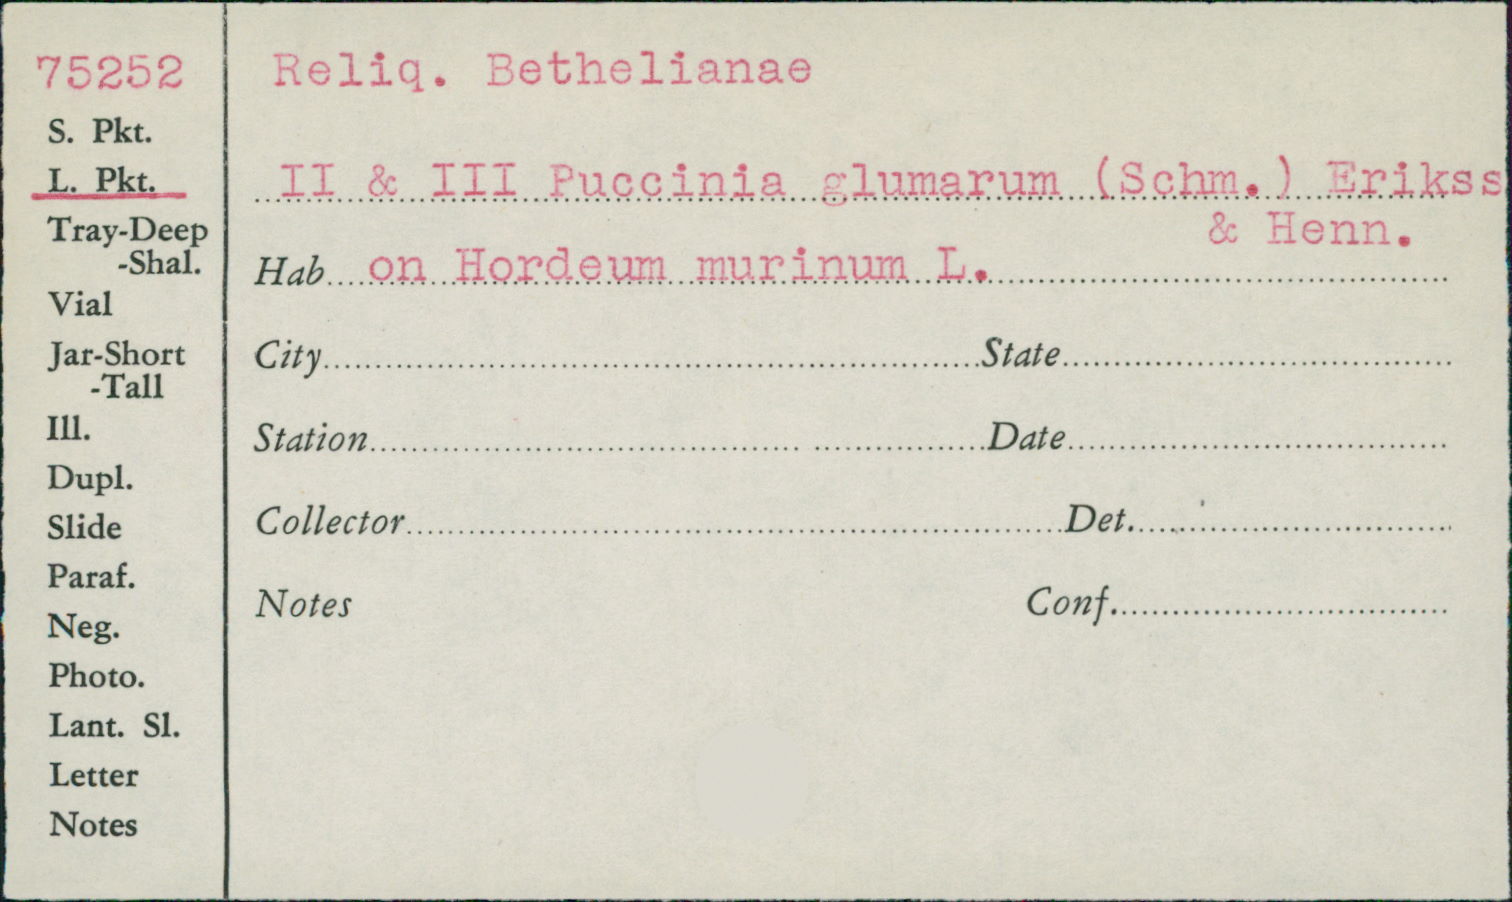 75252
Reliq. Bethelianae
S. Pkt.
L. Pkt.
II & III Puccinia glumarum (Schm.) Erikss
& Henn.
Tray-Deep
-Shal.
Hab on Hordeum murinum L.
Vial
Jar-Short
-Tall
City State
Ill.
Station Date
Dupl.
Slide
Collector Det.
Paraf.
Neg.
Notes Conf.
Photo.
Lant. Sl.
Letter
Notes